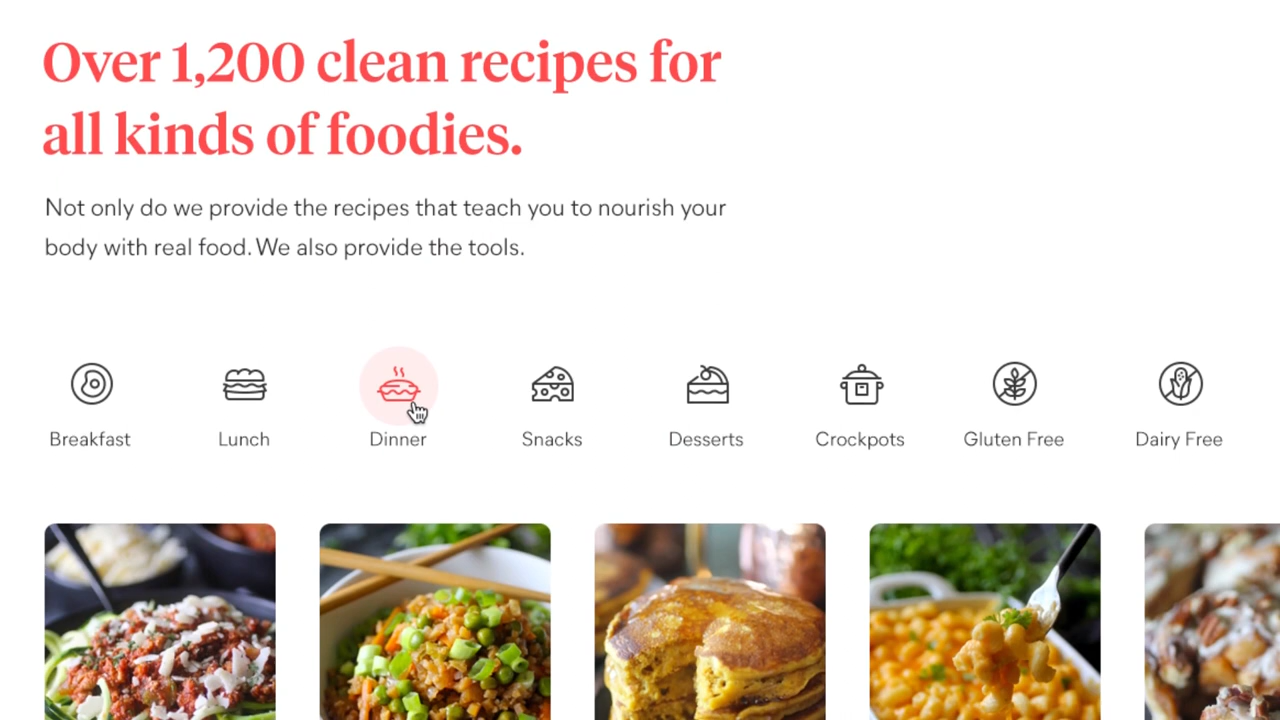 Over 1,200 clean recipes for
all kinds of foodies.
Not only do we provide the recipes that teach you to nourish your
body with real food. We also provide the tools.
Breakfast Lunch Dinner Snacks Desserts Crockpots Gluten Free Dairy Free